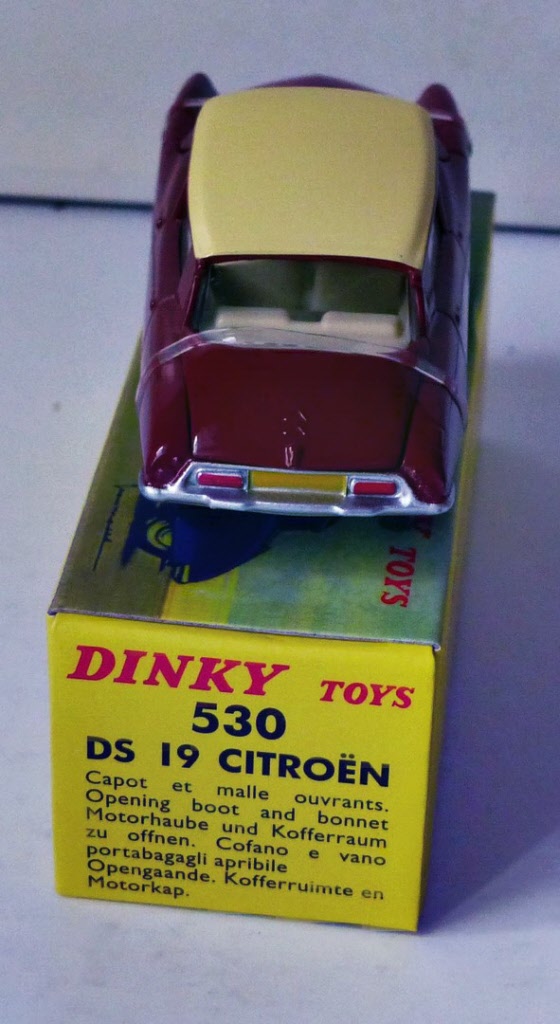 DINKY TOYS
530
DS 19 CITROËN
Capot et malle ouvrants.
Opening boot and bonnet
Motorhaube und Kofferraum
zu offnen. Cofano e vano
portabagagli apribile
Opengaande. Kofferruimte en
Motorkap.
TOYS